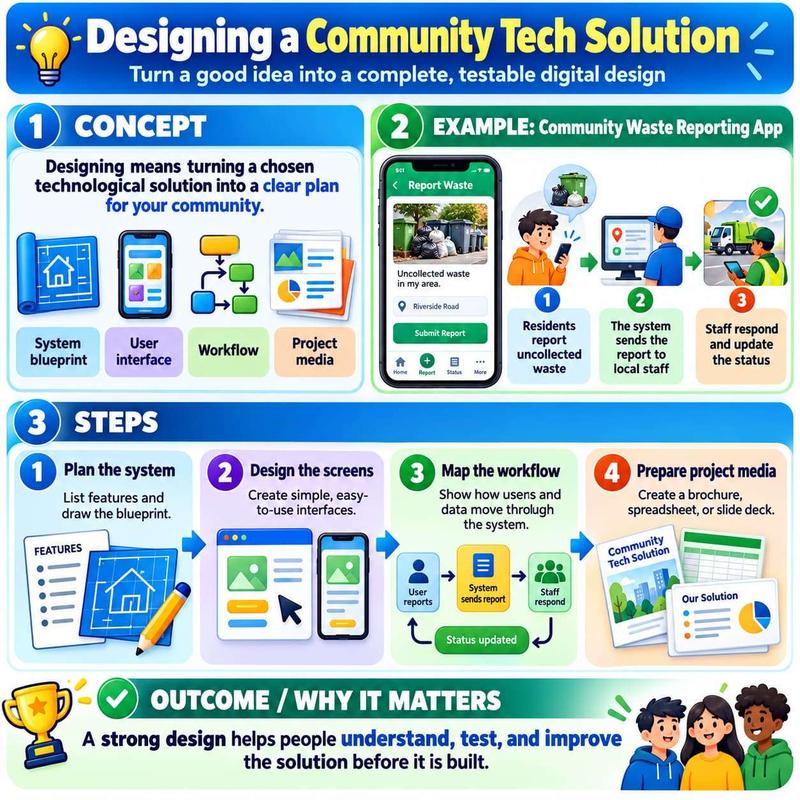 Designing a Community Tech Solution
Turn a good idea into a complete, testable digital design
1 CONCEPT
Designing means turning a chosen
technological solution into a clear plan
for your community.
System
blueprint
User
interface
Workflow
Project
media
2 EXAMPLE: Community Waste Reporting App
Report Waste
Uncollected waste
in my area.
Riverside Road
Submit Report
Home
Report
Status
More
1
Residents
report
uncollected
waste
2
The system
sends the
report to
local staff
3
Staff respond
and update
the status
3 STEPS
1 Plan the system
List features and
draw the blueprint.
FEATURES
2 Design the screens
Create simple, easy-
to-use interfaces.
3 Map the workflow
Show how users and
data move through
the system.
User
reports
System
sends report
Staff
respond
Status updated
4 Prepare project media
Create a brochure,
spreadsheet, or slide deck.
Community
Tech Solution
Our Solution
OUTCOME / WHY IT MATTERS
A strong design helps people understand, test, and improve
the solution before it is built.